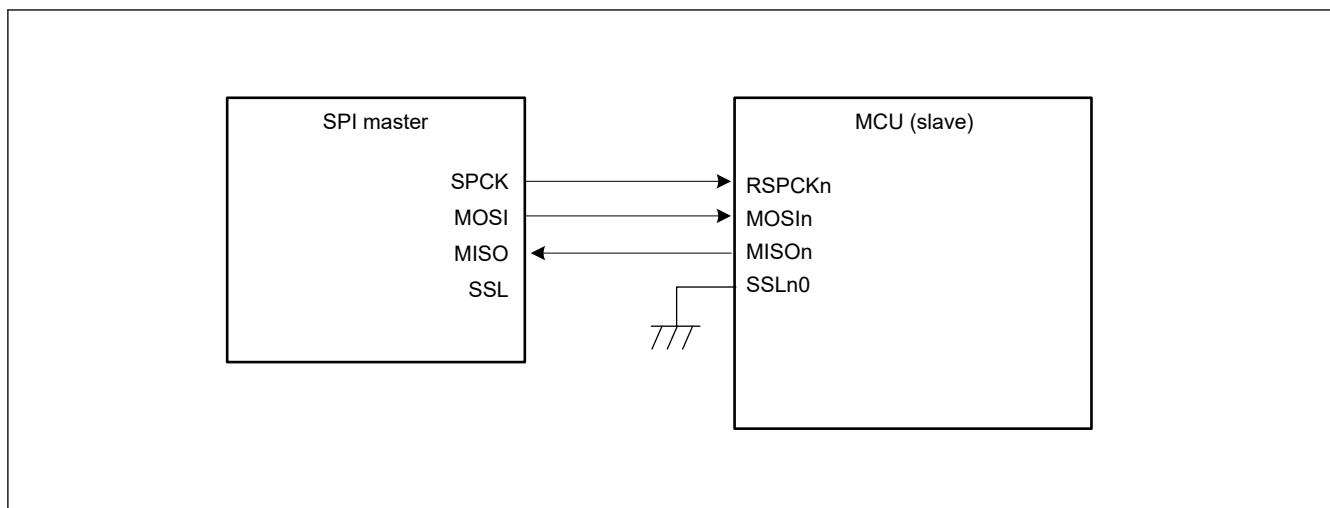 SPI master
SPCK
MOSI
MISO
SSL
MCU (slave)
RSPCKn
MOSIn
MISOn
SSLn0